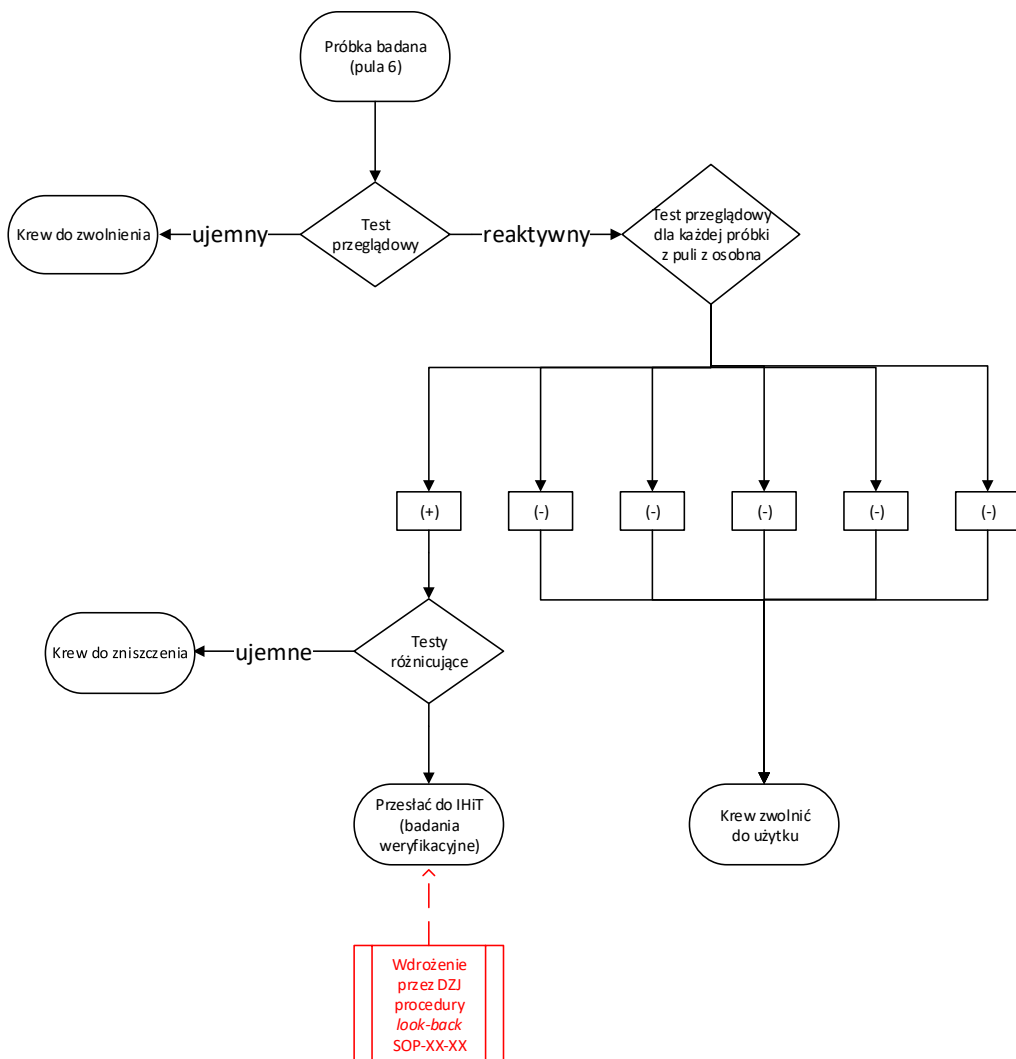 Próbka badana
(pula 6)
Test
przeglądowy
ujemny
Krew do zwolnienia
reaktywny
Test przeglądowy
dla każdej próbki
z puli z osobna
(+)
(-)
(-)
(-)
(-)
(-)
Testy
różnicujące
ujemne
Krew do zniszczenia
Przesłać do IHiT
(badania
weryfikacyjne)
Krew zwolnić
do użytku
Wdrożenie
przez DZJ
procedury
look-back
SOP-XX-XX